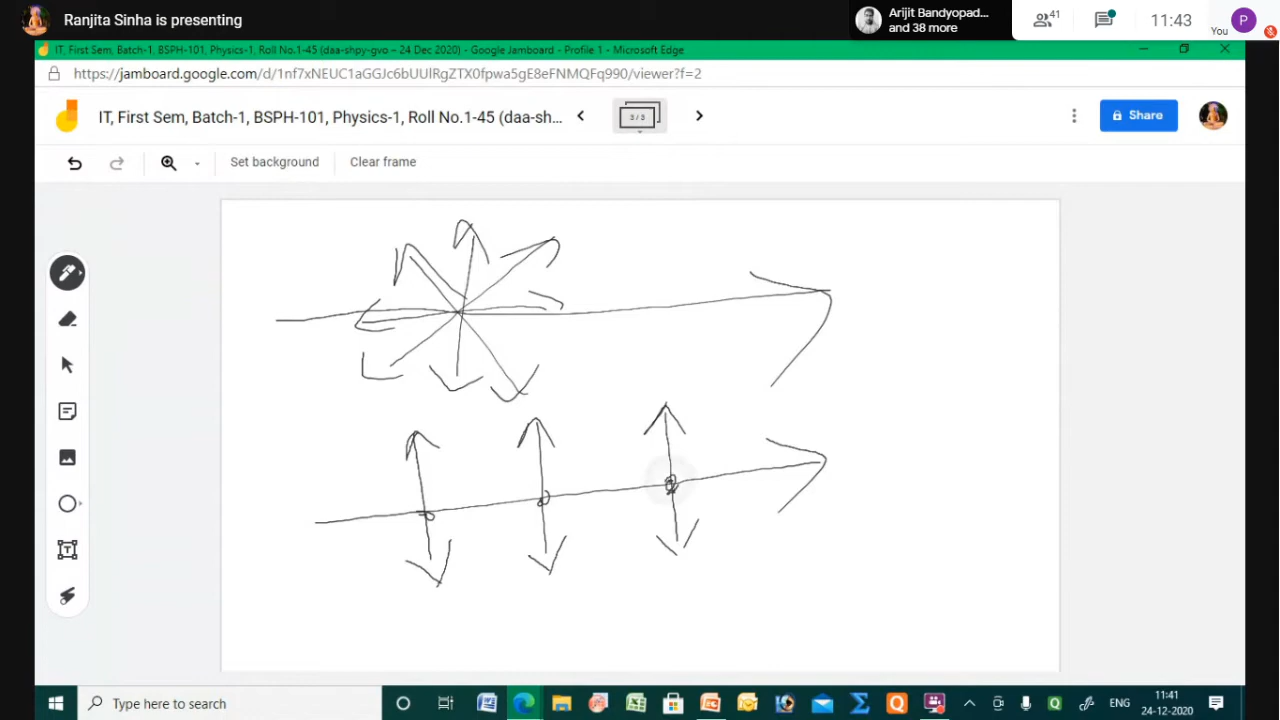 Ranjita Sinha is presenting
Arijit Bandyopad...
and 38 more
41
11:43
P
You
IT, First Sem, Batch-1, BSPH-101, Physics-1, Roll No.1-45 (daa-shpy-gvo – 24 Dec 2020) - Google Jamboard - Profile 1 - Microsoft Edge
https://jamboard.google.com/d/1nf7xNEUC1aGGJc6bUUlRgZTX0fpwa5gE8eFNMQFq990/viewer?f=2
IT, First Sem, Batch-1, BSPH-101, Physics-1, Roll No.1-45 (daa-sh...
3 / 3
Share
Set background
Clear frame
Type here to search
ENG
11:41
24-12-2020